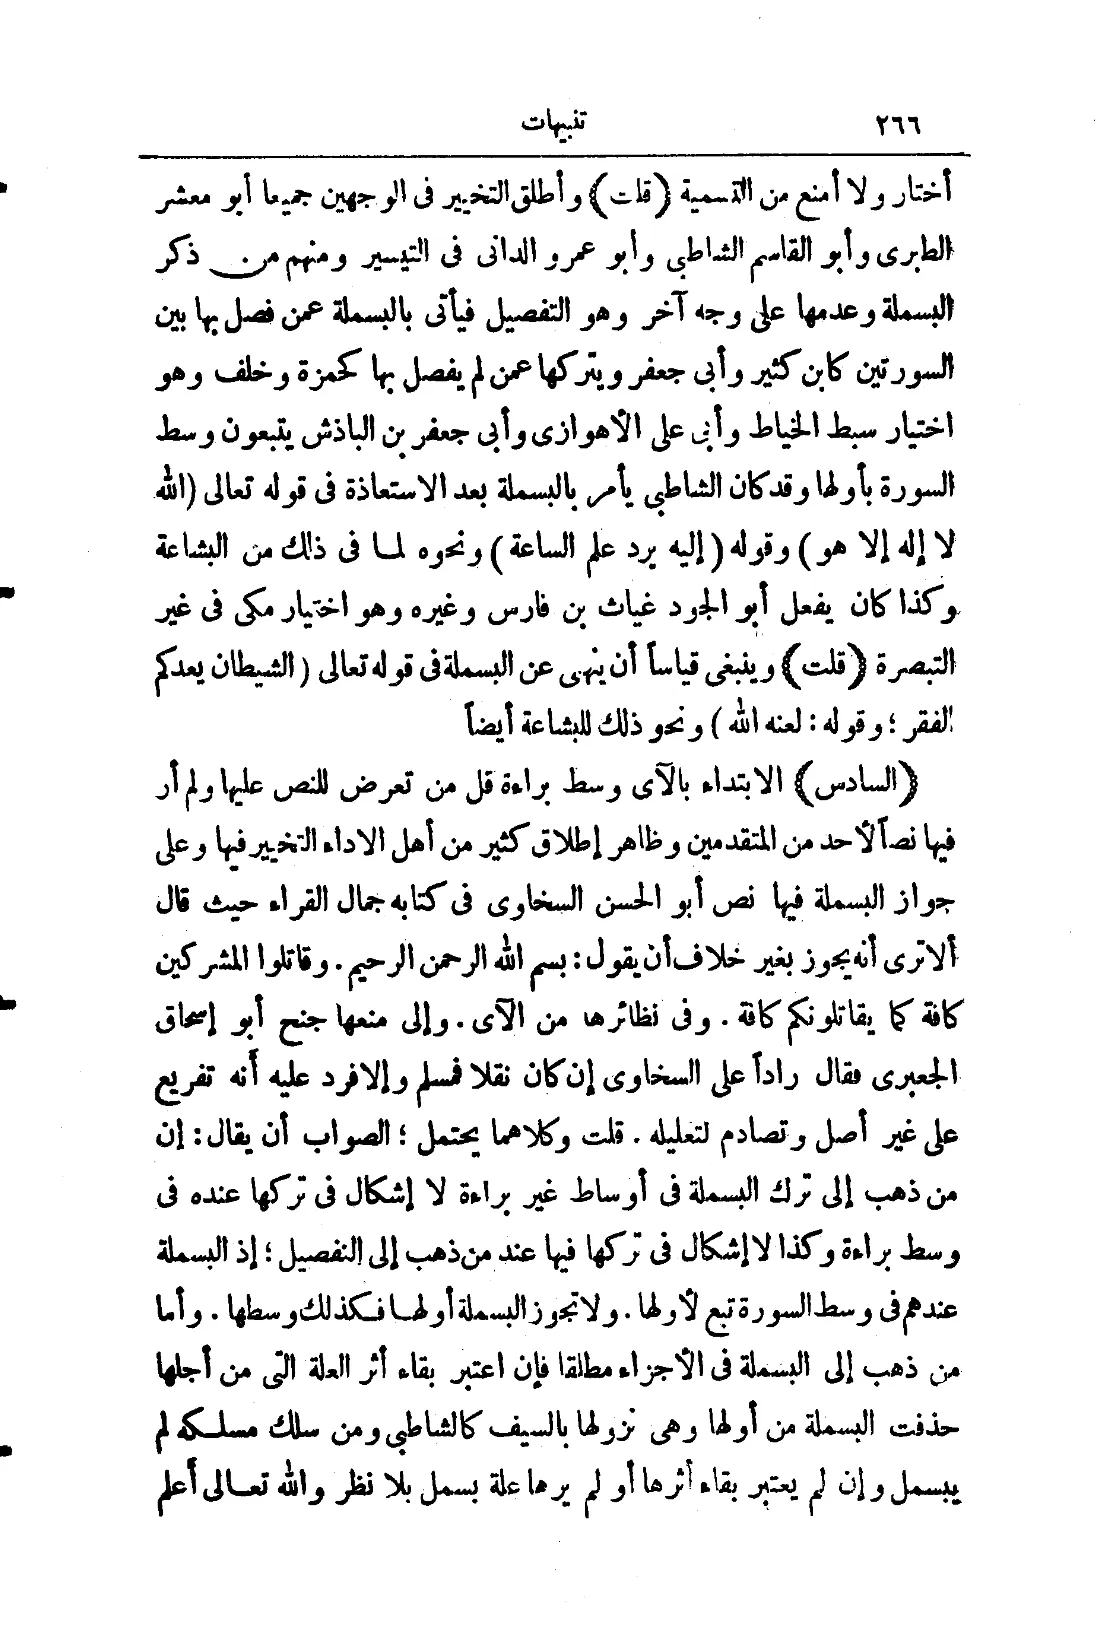 ٢٦٦ تنبيهات
أختار ولا أمنع من التسمية (قلت) وأطلق التخيير فى الوجهين جميعا أبو معشر
الطبرى وأبو القاسم الشاطبى وأبو عمرو الدانى فى التيسير ومنهم من ذكر
البسملة وعدمها على وجه آخر وهو التفصيل فيأتى بالبسملة عمن فصل بها بين
السورتين كابن كثير وأبى جعفر ويتركها عمن لم يفصل بها كحمزة وخلف وهو
اختيار سبط الخياط وأبى على الأهوازى وأبى جعفر بن الباذش يتبعون وسط
السورة بأولها وقد كان الشاطبى يأمر بالبسملة بعد الاستعاذة فى قوله تعالى (الله
لا إله إلا هو) وقوله (إليه يرد علم الساعة) ونحوه لما فى ذلك من البشاعة
وكذا كان يفعل أبو الجود غياث بن فارس وغيره وهو اختيار مكى فى غير
التبصرة (قلت) وينبغى قياساً أن ينهى عن البسملة فى قوله تعالى (الشيطان يعدكم
الفقر؛ وقوله: لعنه الله) ونحو ذلك للبشاعة أيضاً
(السادس) الابتداء بالآى وسط براءة قل من تعرض للنص عليها ولم أر
فيها نصاً لأحد من المتقدمين وظاهر إطلاق كثير من أهل الاداء التخيير فيها وعلى
جواز البسملة فيها نص أبو الحسن السخاوى فى كتابه جمال القراء حيث قال
ألا ترى أنه يجوز بغير خلاف أن يقول: بسم الله الرحمن الرحيم. وقاتلوا المشركين
كافة كما يقاتلونكم كافة. وفى نظائرها من الآى. وإلى منعها جنح أبو إسحاق
الجعبرى فقال راداً على السخاوى إن كان نقلا فمسلم وإلا فرد عليه أنه تفريع
على غير أصل وتصادم لتعليله. قلت وكلاهما يحتمل؛ الصواب أن يقال: إن
من ذهب إلى ترك البسملة فى أوساط غير براءة لا إشكال فى تركها عنده فى
وسط براءة وكذا لا إشكال فى تركها فيها عند من ذهب إلى التفصيل؛ إذ البسملة
عندهم فى وسط السورة تبع لأولها. ولا تجوز البسملة أولها فكذلك وسطها. وأما
من ذهب إلى البسملة فى الأجزاء مطلقا فإن اعتبر بقاء أثر العلة التى من أجلها
حذفت البسملة من أولها وهى نزولها بالسيف كالشاطبى ومن سلك مسلكه لم
يبسمل وإن لم يعتبر بقاء أثرها أو لم يرها علة بسمل بلا نظر والله تعالى أعلم